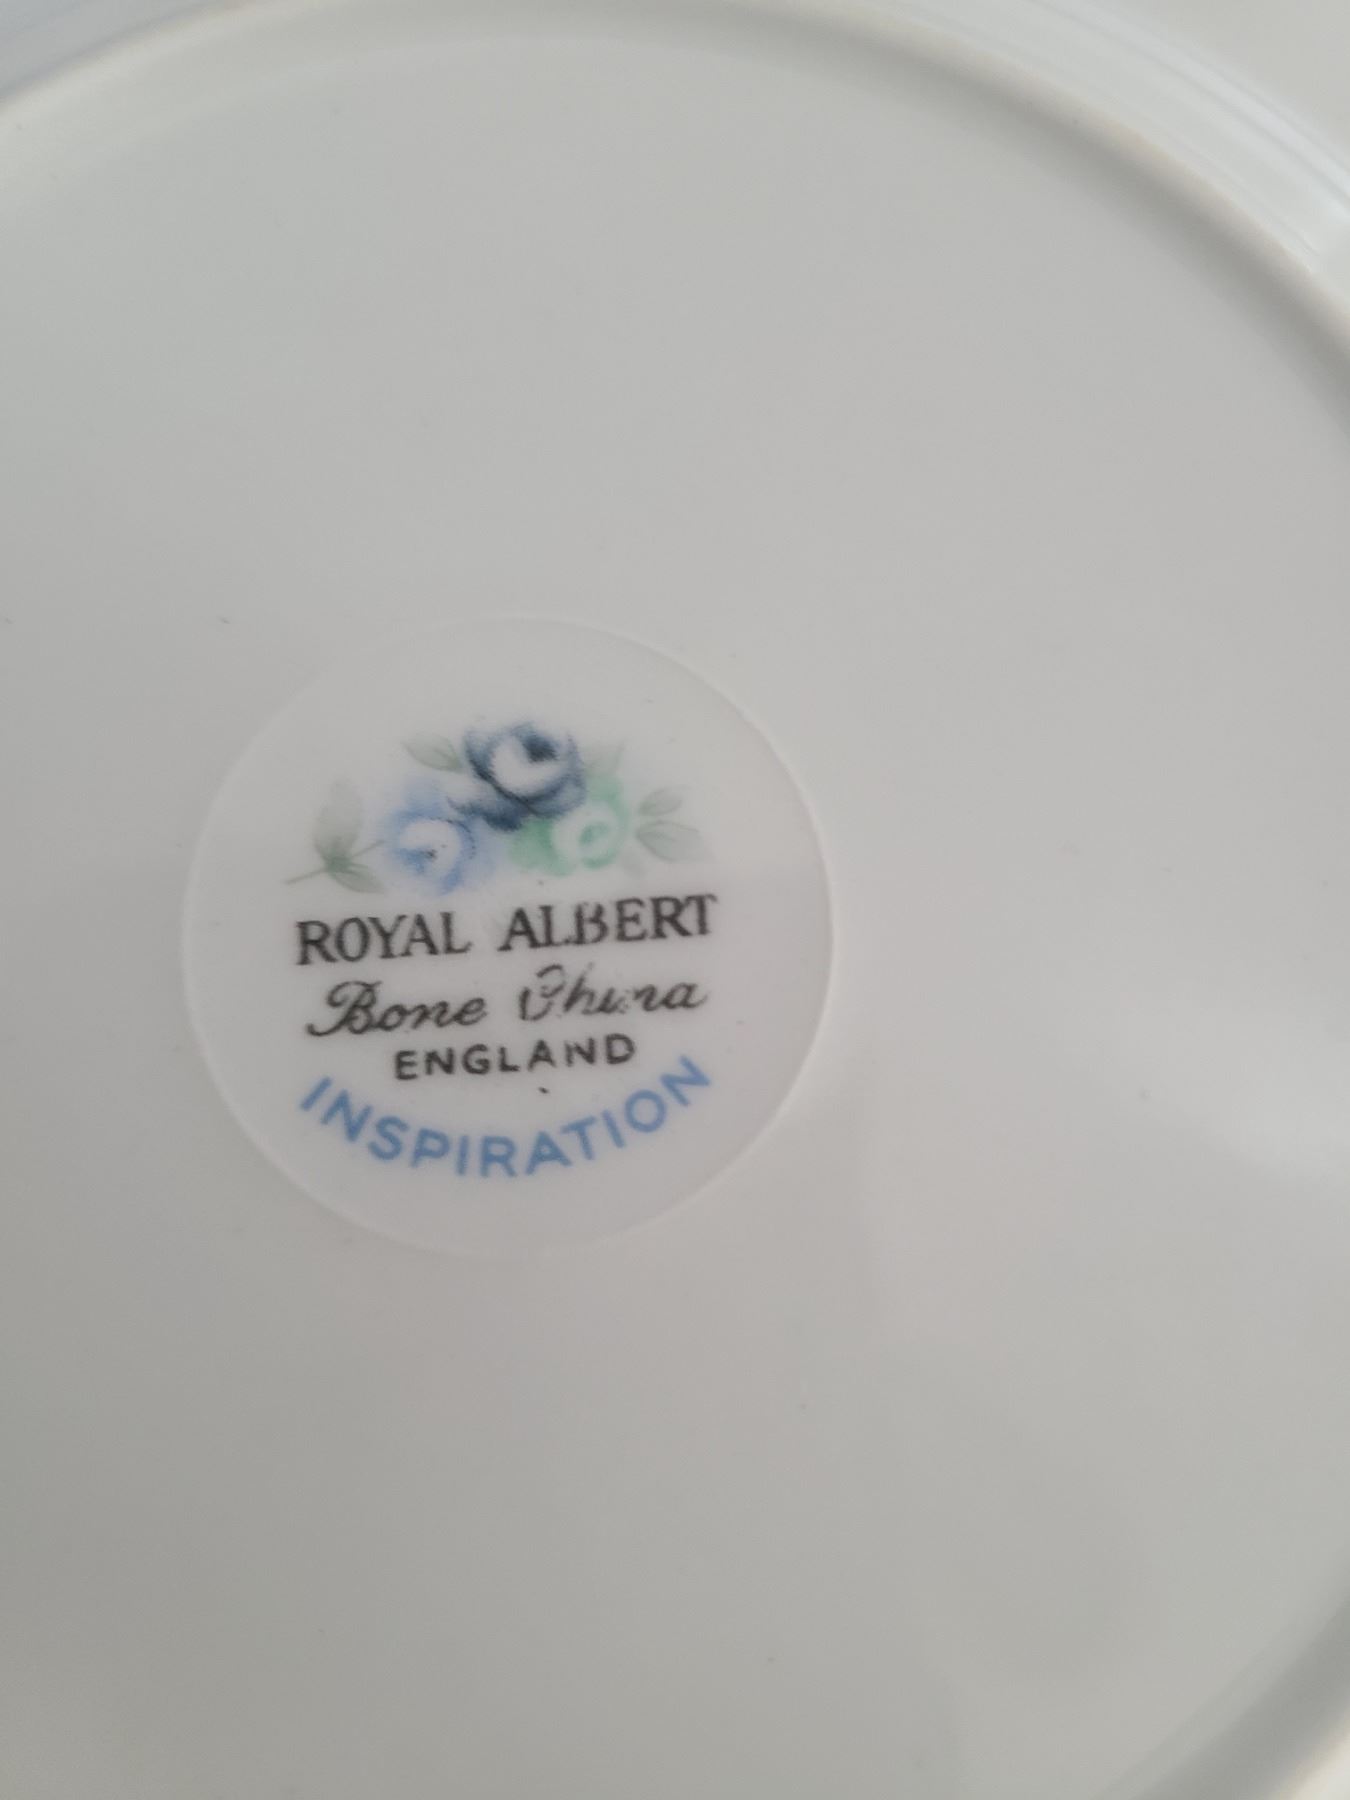 ROYAL ALBERT
Bone China
ENGLAND
INSPIRATION